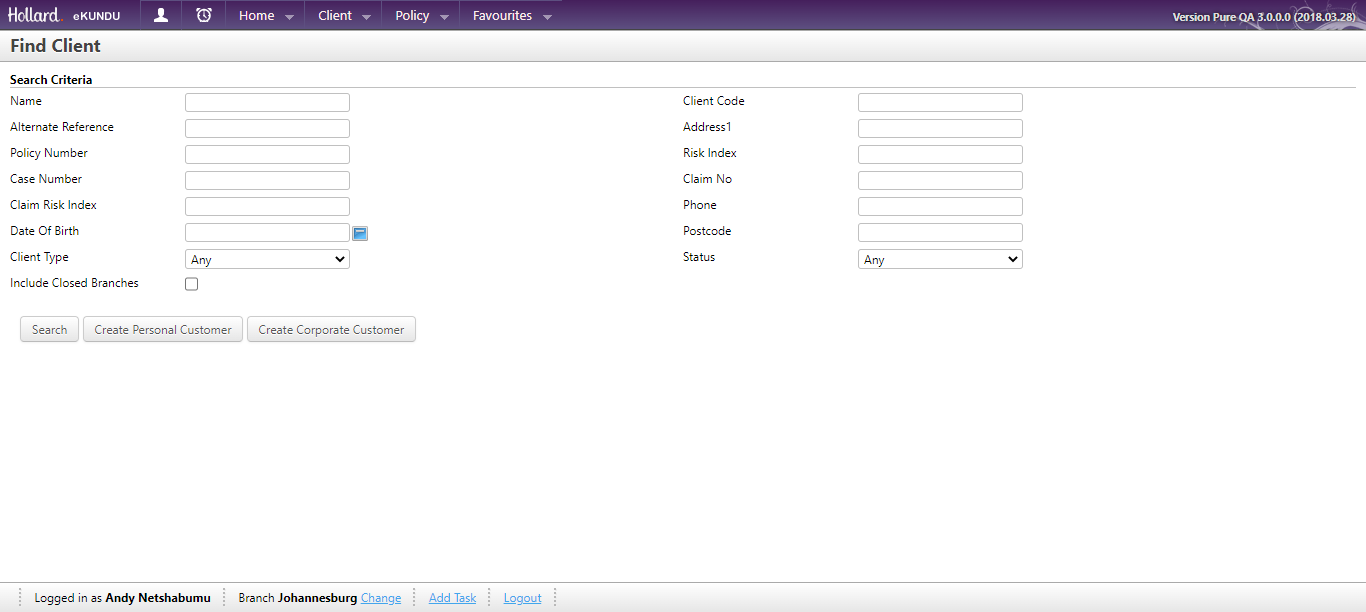 Hollard. eKUNDU Home Client Policy Favourites Version Pure QA 3.0.0.0 (2018.03.28)
Find Client
Search Criteria
Name Client Code
Alternate Reference Address1
Policy Number Risk Index
Case Number Claim No
Claim Risk Index Phone
Date Of Birth Postcode
Client Type Any Status Any
Include Closed Branches
Search Create Personal Customer Create Corporate Customer
Logged in as Andy Netshabumu Branch Johannesburg Change Add Task Logout